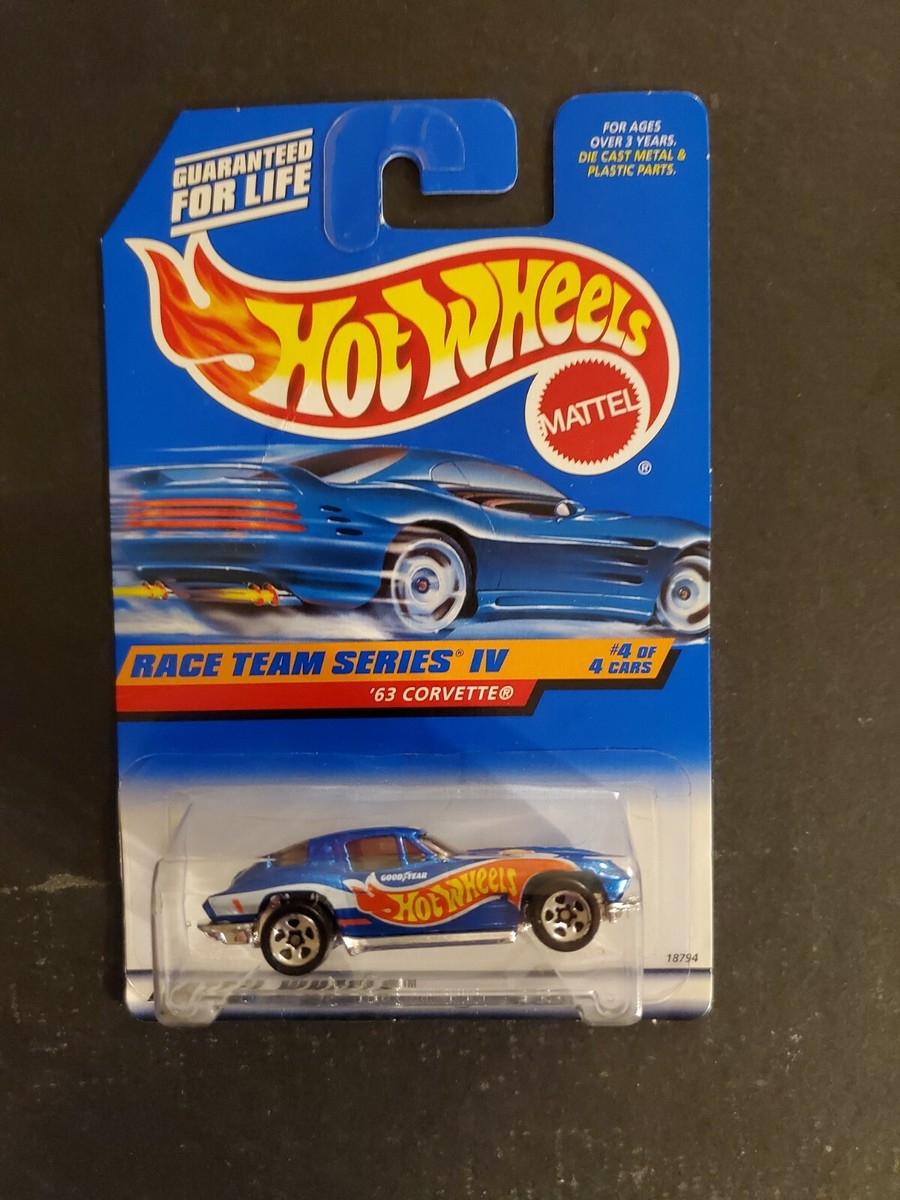 GUARANTEED
FOR LIFE
FOR AGES
OVER 3 YEARS.
DIE CAST METAL &
PLASTIC PARTS.
HOT WHEELS
MATTEL
®
RACE TEAM SERIES® IV
#4 OF
4 CARS
'63 CORVETTE®
GOODYEAR
HOT WHEELS
18794